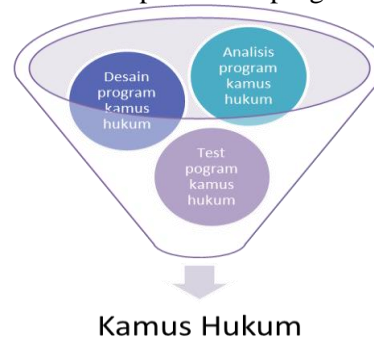 Desain
program
kamus
hukum
Analisis
program
kamus
hukum
Test
pogram
kamus
hukum
Kamus Hukum